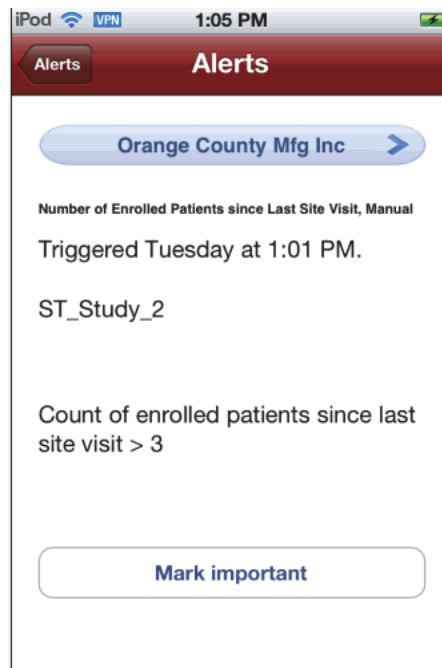 iPod VPN 1:05 PM
Alerts Alerts
Orange County Mfg Inc
Number of Enrolled Patients since Last Site Visit, Manual
Triggered Tuesday at 1:01 PM.
ST_Study_2
Count of enrolled patients since last
site visit > 3
Mark important